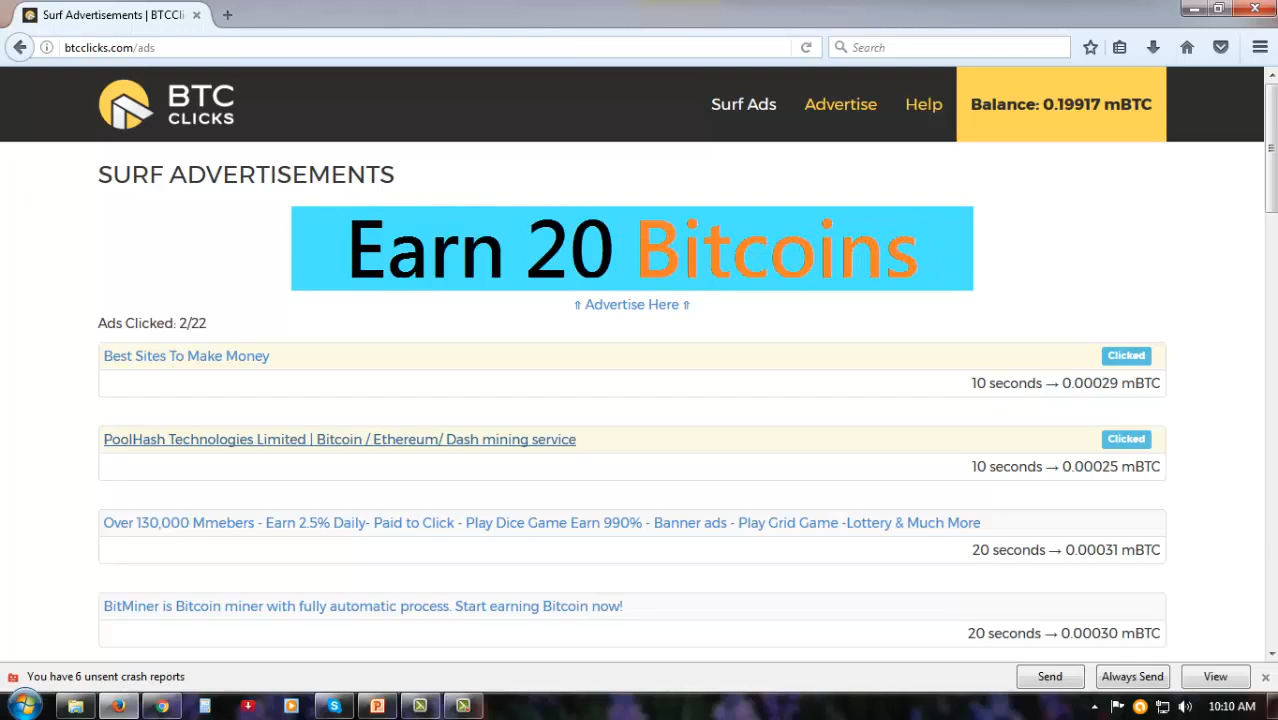 Surf Advertisements | BTCCli
btcclicks.com/ads
Search
BTC
CLICKS
Surf Ads
Advertise
Help
Balance: 0.19917 mBTC
SURF ADVERTISEMENTS
Earn 20 Bitcoins
⇑ Advertise Here ⇑
Ads Clicked: 2/22
Best Sites To Make Money
Clicked
10 seconds → 0.00029 mBTC
PoolHash Technologies Limited | Bitcoin / Ethereum/ Dash mining service
Clicked
10 seconds → 0.00025 mBTC
Over 130,000 Mmebers - Earn 2.5% Daily- Paid to Click - Play Dice Game Earn 990% - Banner ads - Play Grid Game -Lottery & Much More
20 seconds → 0.00031 mBTC
BitMiner is Bitcoin miner with fully automatic process. Start earning Bitcoin now!
20 seconds → 0.00030 mBTC
You have 6 unsent crash reports
Send
Always Send
View
10:10 AM